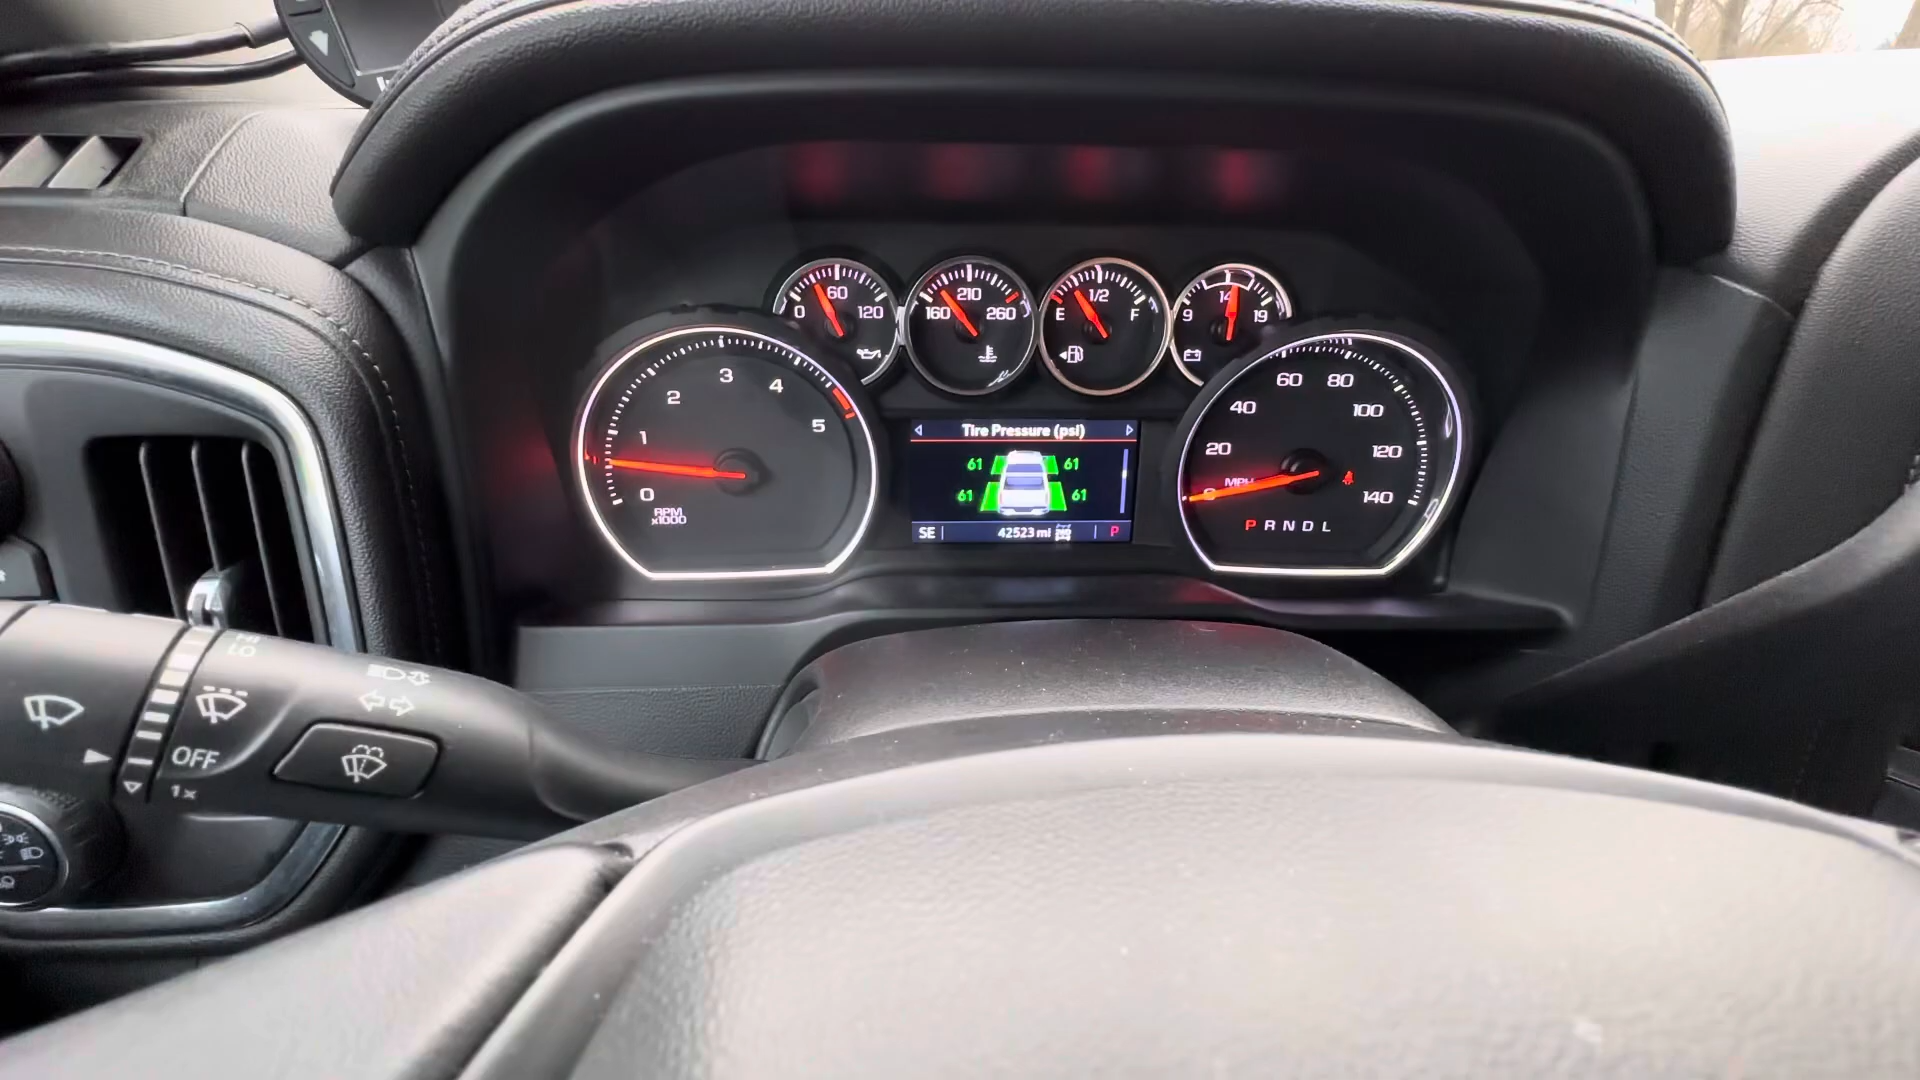 60
0 120
210
160 260
1/2
E F
14
9 19
3
2 4
1 5
0
RPM
x1000
Tire Pressure (psi)
61 61
61 61
SE 42523 mi P
60 80
40 100
20 120
MPH
0 140
P R N D L
HI
LO
OFF
1x